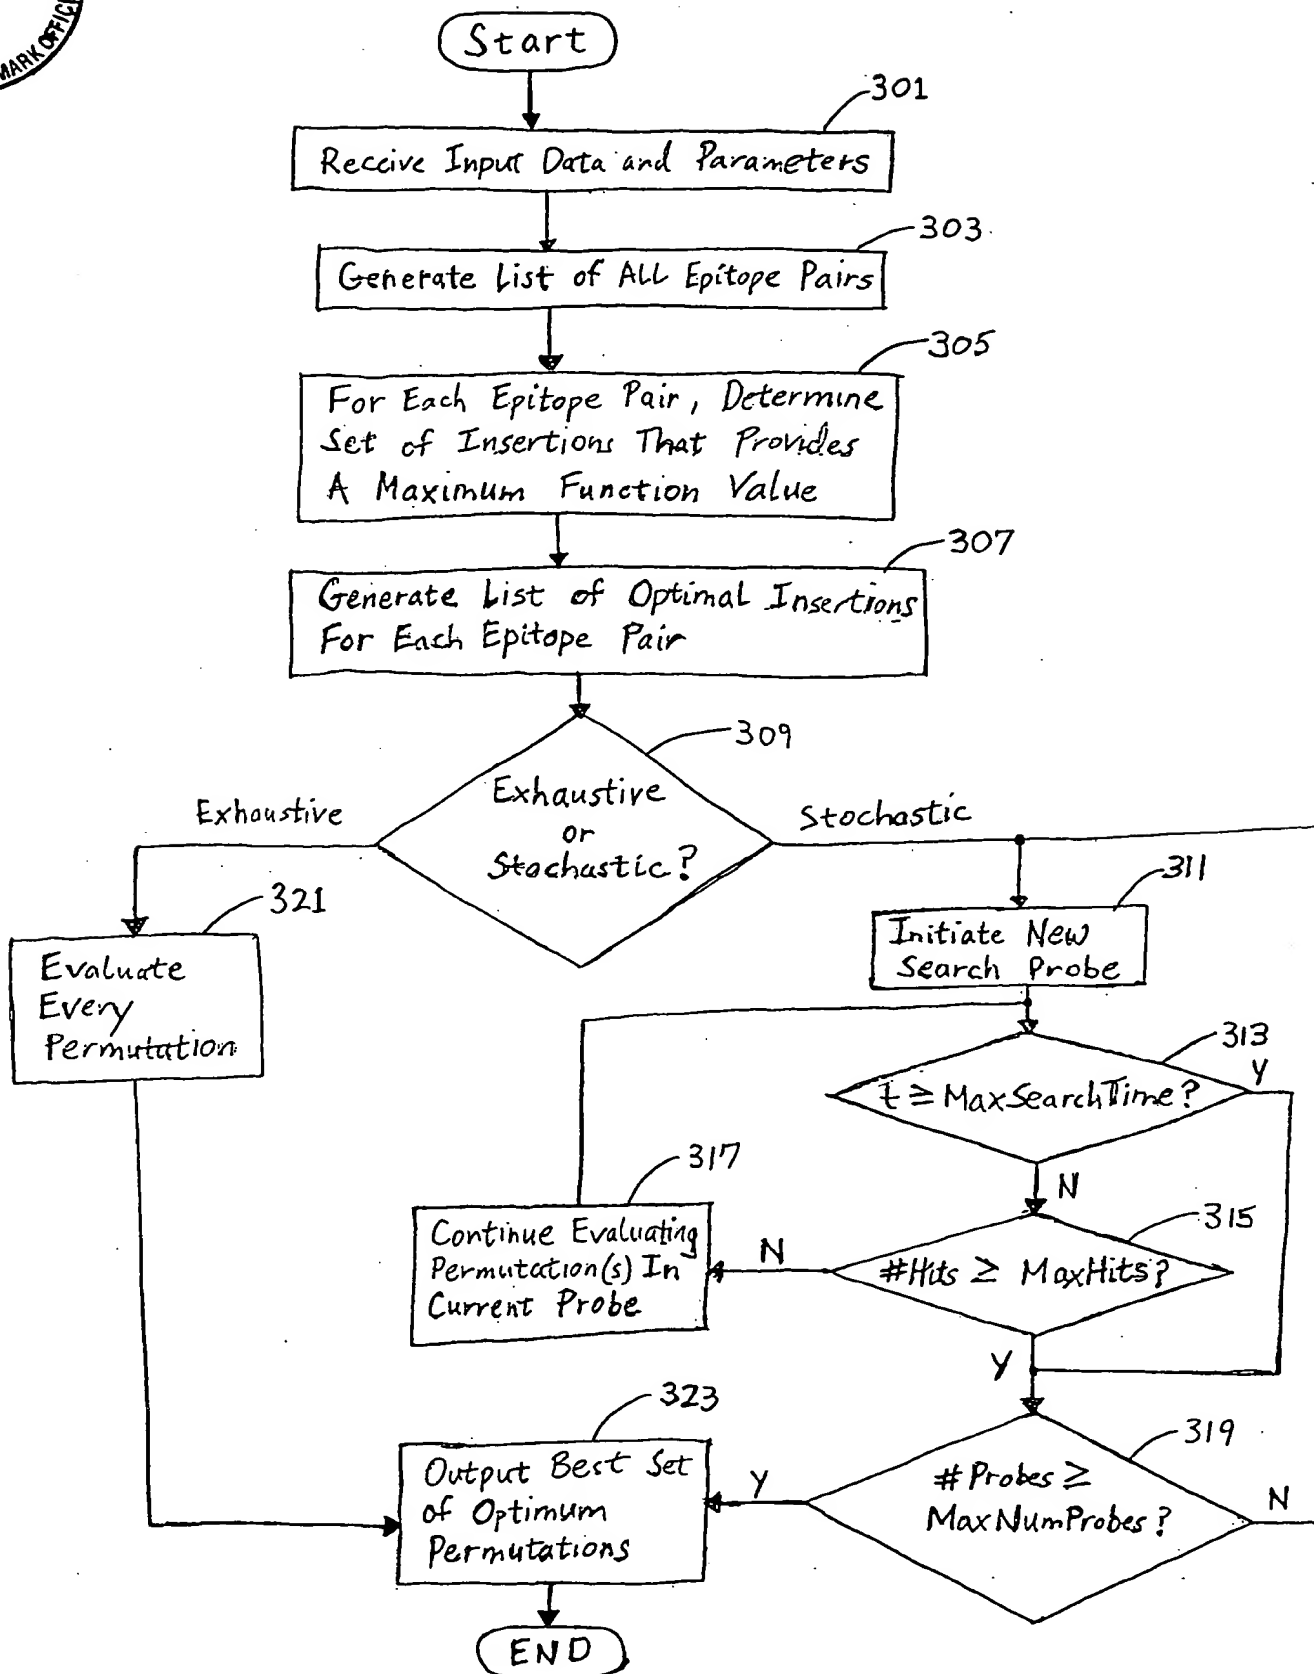 MARK OFFICE
Start
301
Receive Input Data and Parameters
303
Generate List of ALL Epitope Pairs
305
For Each Epitope Pair, Determine
Set of Insertions That Provides
A Maximum Function Value
307
Generate List of Optimal Insertions
For Each Epitope Pair
309
Exhaustive
or
Stochastic?
Exhaustive
Stochastic
321
Evaluate
Every
Permutation
311
Initiate New
Search Probe
313
t ≥ MaxSearchTime?
Y
N
315
#Hits ≥ MaxHits?
N
317
Continue Evaluating
Permutation(s) In
Current Probe
Y
319
#Probes ≥
MaxNumProbes?
N
Y
323
Output Best Set
of Optimum
Permutations
END